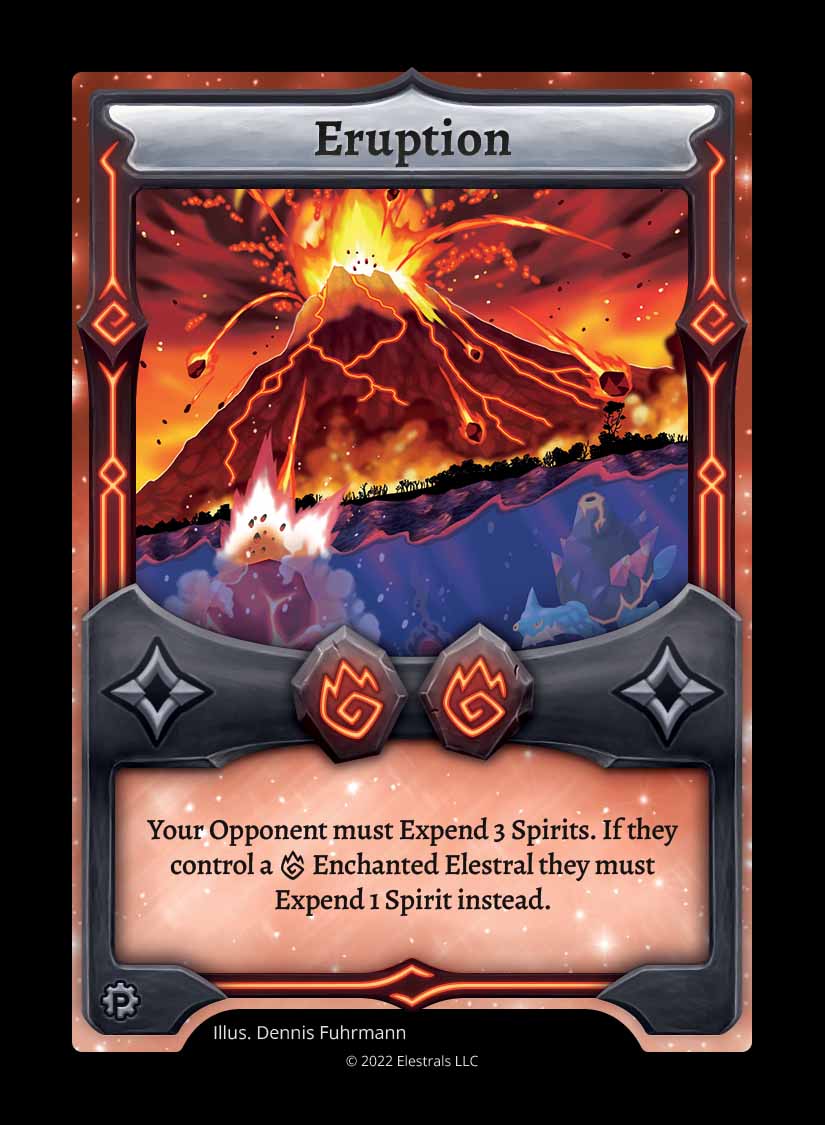 Eruption
Your Opponent must Expend 3 Spirits. If they
control a Enchanted Elestral they must
Expend 1 Spirit instead.
P
Illus. Dennis Fuhrmann
© 2022 Elestrals LLC